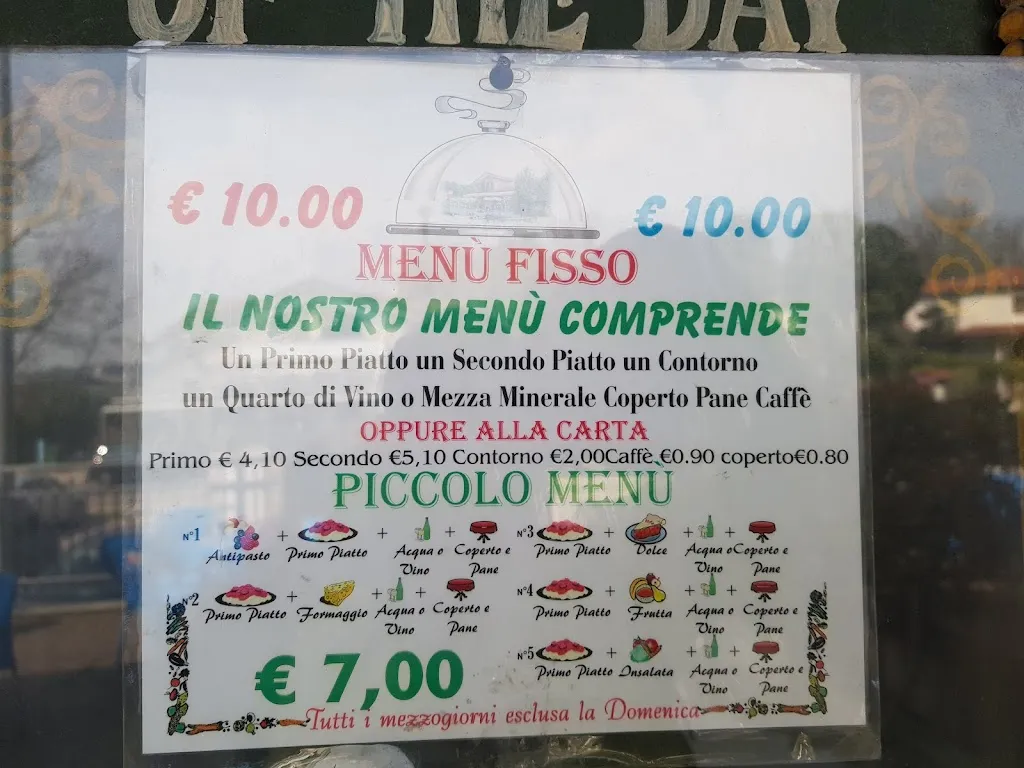 OF THE DAY
€ 10.00 € 10.00
MENÙ FISSO
IL NOSTRO MENÙ COMPRENDE
Un Primo Piatto un Secondo Piatto un Contorno
un Quarto di Vino o Mezza Minerale Coperto Pane Caffè
OPPURE ALLA CARTA
Primo € 4,10 Secondo €5,10 Contorno €2,00Caffè €0.90 coperto€0.80
PICCOLO MENÙ
N°1 Antipasto + Primo Piatto + Acqua o Vino + Coperto e Pane
N°2 Primo Piatto + Formaggio + Acqua o Vino + Coperto e Pane
N°3 Primo Piatto + Dolce + Acqua o Vino + Coperto e Pane
N°4 Primo Piatto + Frutta + Acqua o Vino + Coperto e Pane
N°5 Primo Piatto + Insalata + Acqua o Vino + Coperto e Pane
€ 7,00
Tutti i mezzogiorni esclusa la Domenica